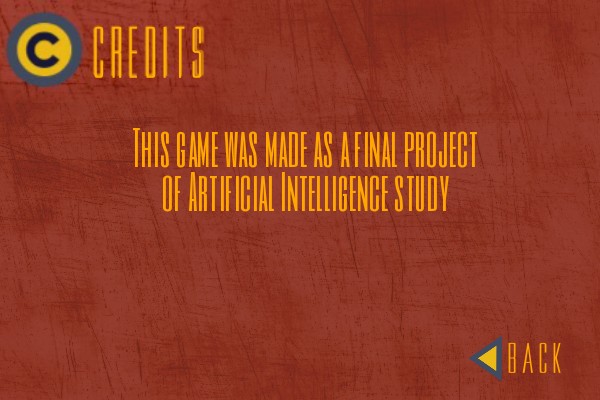 C CREDITS
This game was made as a final project
of Artificial Intelligence study
BACK